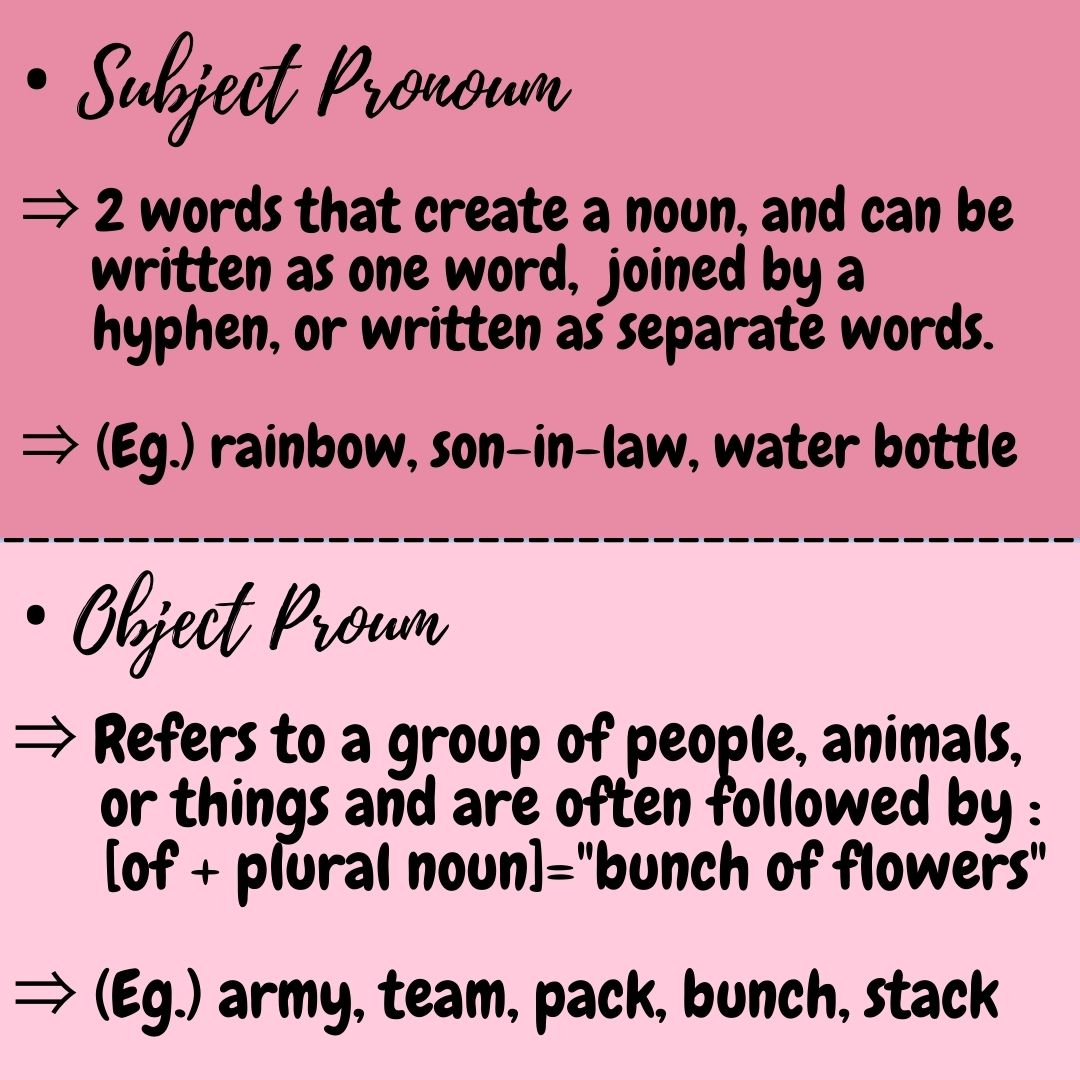 • Subject Pronoum
⇒ 2 words that create a noun, and can be
written as one word, joined by a
hyphen, or written as separate words.
⇒ (Eg.) rainbow, son-in-law, water bottle
• Object Proum
⇒ Refers to a group of people, animals,
or things and are often followed by :
[of + plural noun]="bunch of flowers"
⇒ (Eg.) army, team, pack, bunch, stack